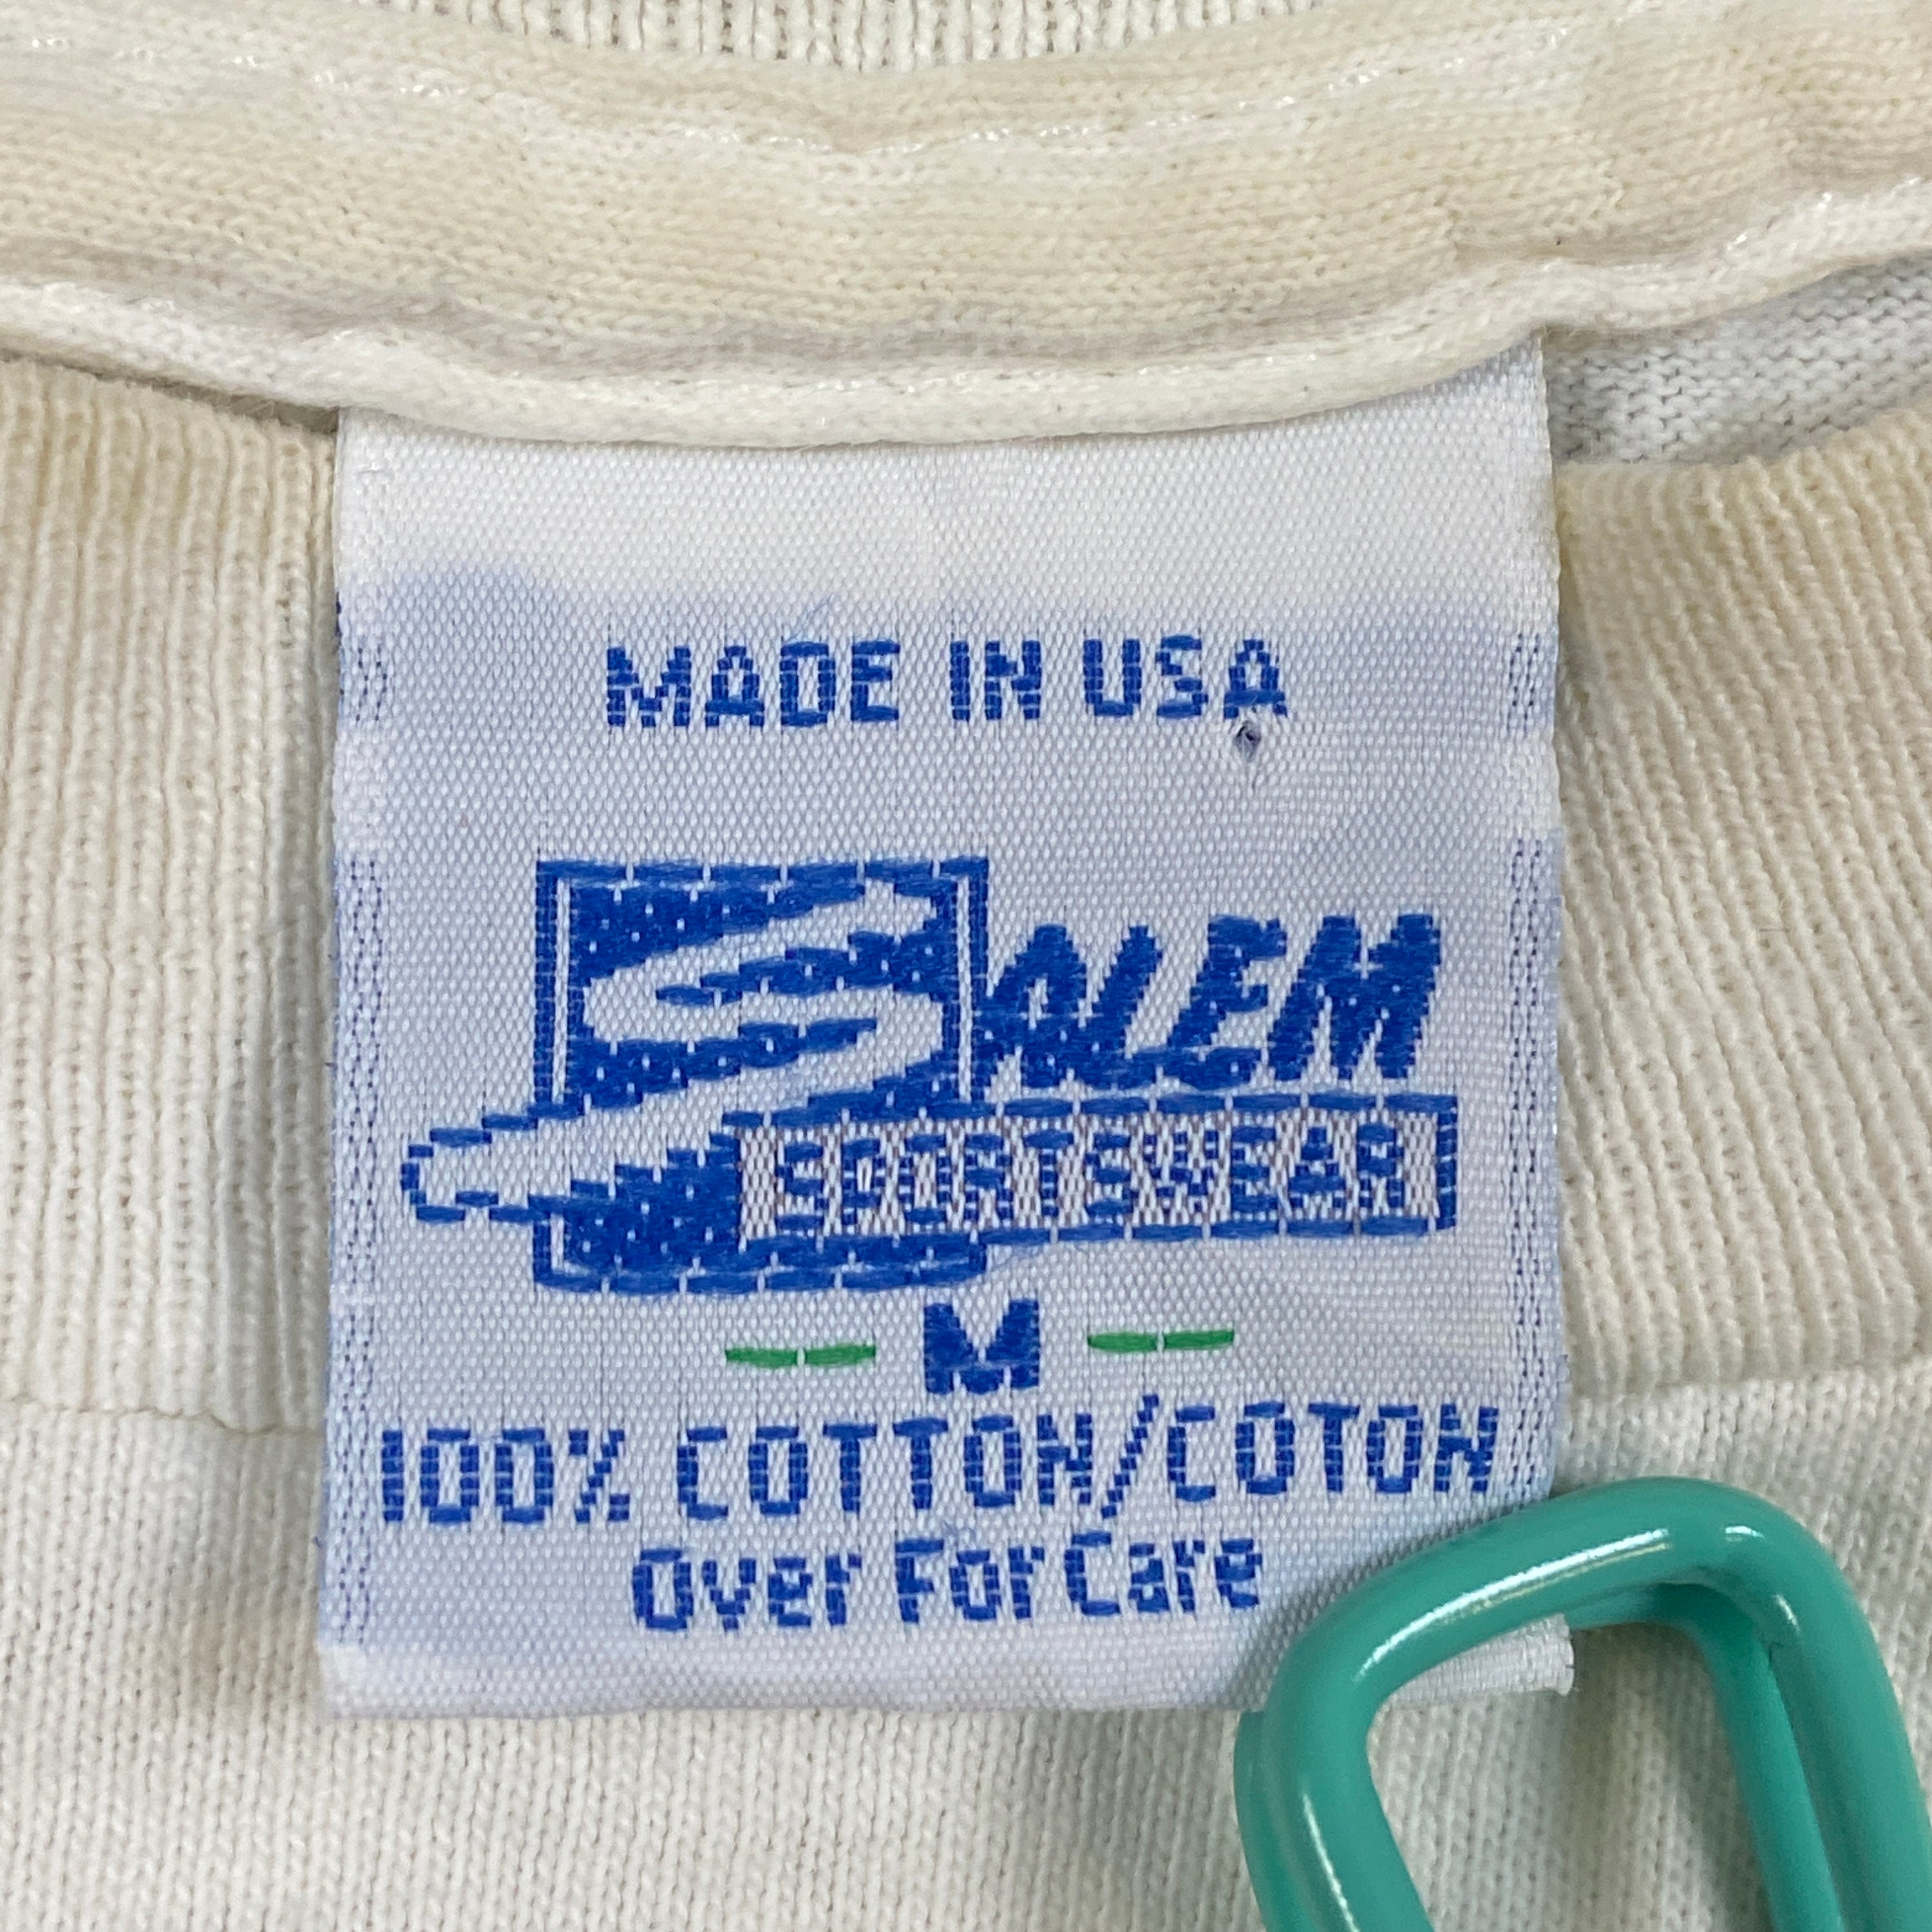 MADE IN USA
SALEM
SPORTSWEAR
M
100% COTTON/COTON
Over For Care